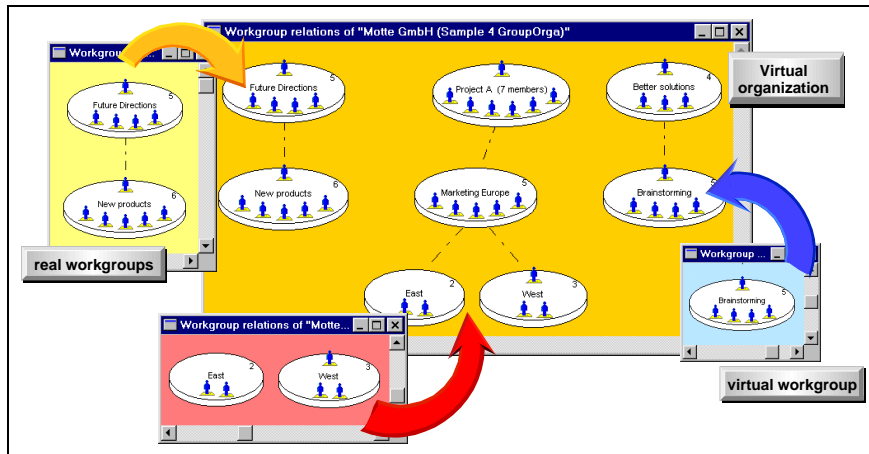 Workgroup relations of "Motte GmbH (Sample 4 GroupOrga)"
Workgroup
5
Future Directions
6
New products
real workgroups
5
Future Directions
6
New products
Project A (7 members)
5
Marketing Europe
2
East
3
West
4
Better solutions
5
Brainstorming
Virtual
organization
Workgroup ...
5
Brainstorming
virtual workgroup
Workgroup relations of "Motte...
2
East
3
West